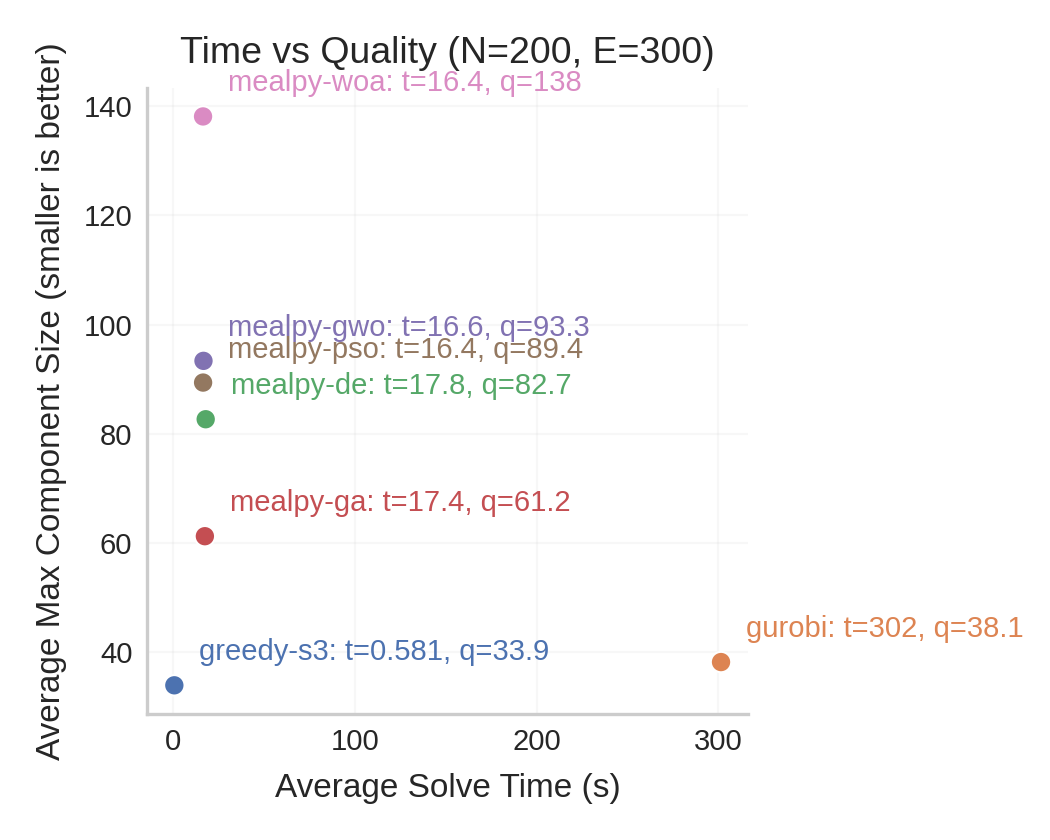 Time vs Quality (N=200, E=300)
mealpy-woa: t=16.4, q=138
140
120
100
80
60
40
Average Max Component Size (smaller is better)
mealpy-gwo: t=16.6, q=93.3
mealpy-pso: t=16.4, q=89.4
mealpy-de: t=17.8, q=82.7
mealpy-ga: t=17.4, q=61.2
gurobi: t=302, q=38.1
greedy-s3: t=0.581, q=33.9
0
100
200
300
Average Solve Time (s)